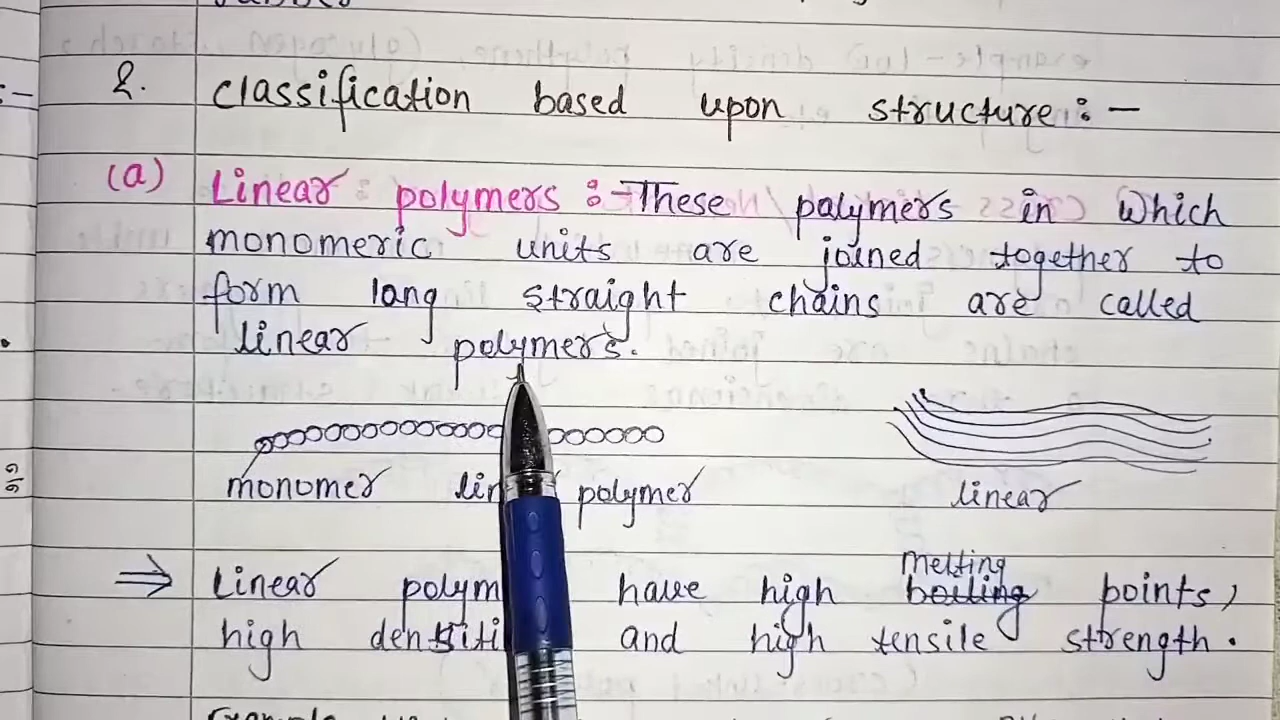 2. Classification based upon structure:-
(a) Linear polymers :- These polymers in which
monomeric units are joined together to
form long straight chains are called
linear polymers.
monomer polymer linear
⇒ Linear have high melting points,
high and high tensile strength.